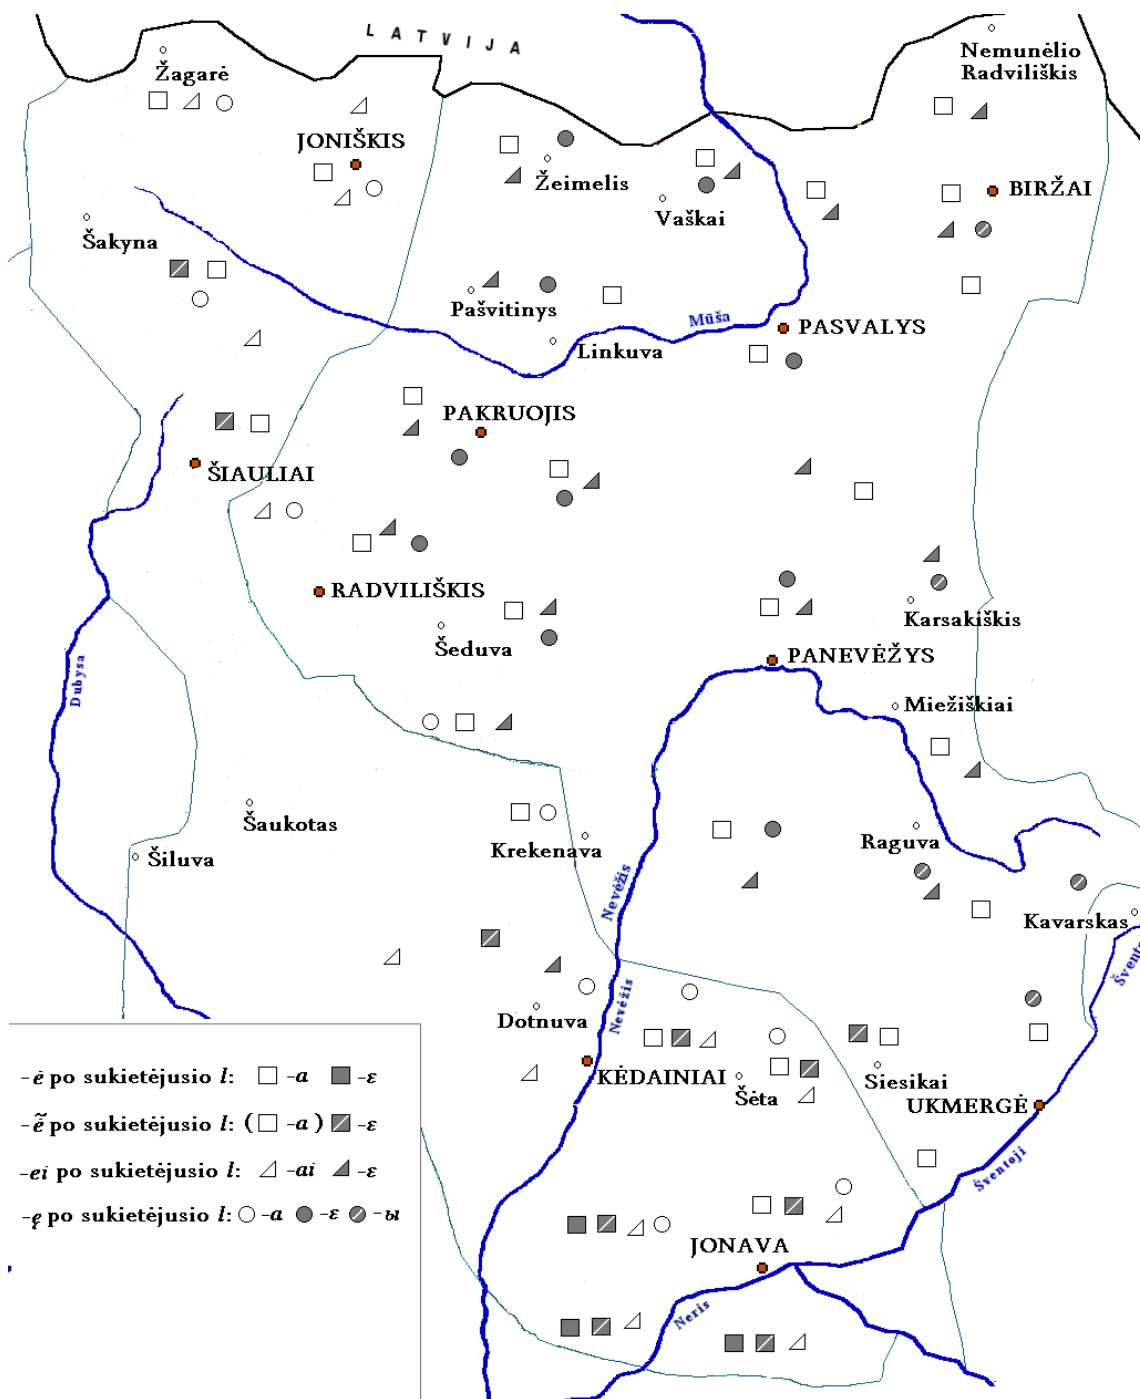 LATVIJA
Nemunėlio
Radviliškis
Žagarė
JONIŠKIS
Žeimelis
Vaškai
BIRŽAI
Šakyna
Pašvitinys
Mūša
PASVALYS
Linkuva
PAKRUOJIS
ŠIAULIAI
RADVILIŠKIS
Karsakiškis
Šeduva
PANEVĖŽYS
Dubysa
Miežiškiai
Šaukotas
Krekenava
Raguva
Šiluva
Nevėžis
Kavarskas
Švento
Nevėžis
Dotnuva
KĖDAINIAI
Šėta
Siesikai
UKMERGĖ
Šventoji
JONAVA
Neris
-ė po sukietėjusio l: -a -ε
-ė̃ po sukietėjusio l: ( -a ) -ε
-ei po sukietėjusio l: -ai -ε
-ę po sukietėjusio l: -a -ε -ы